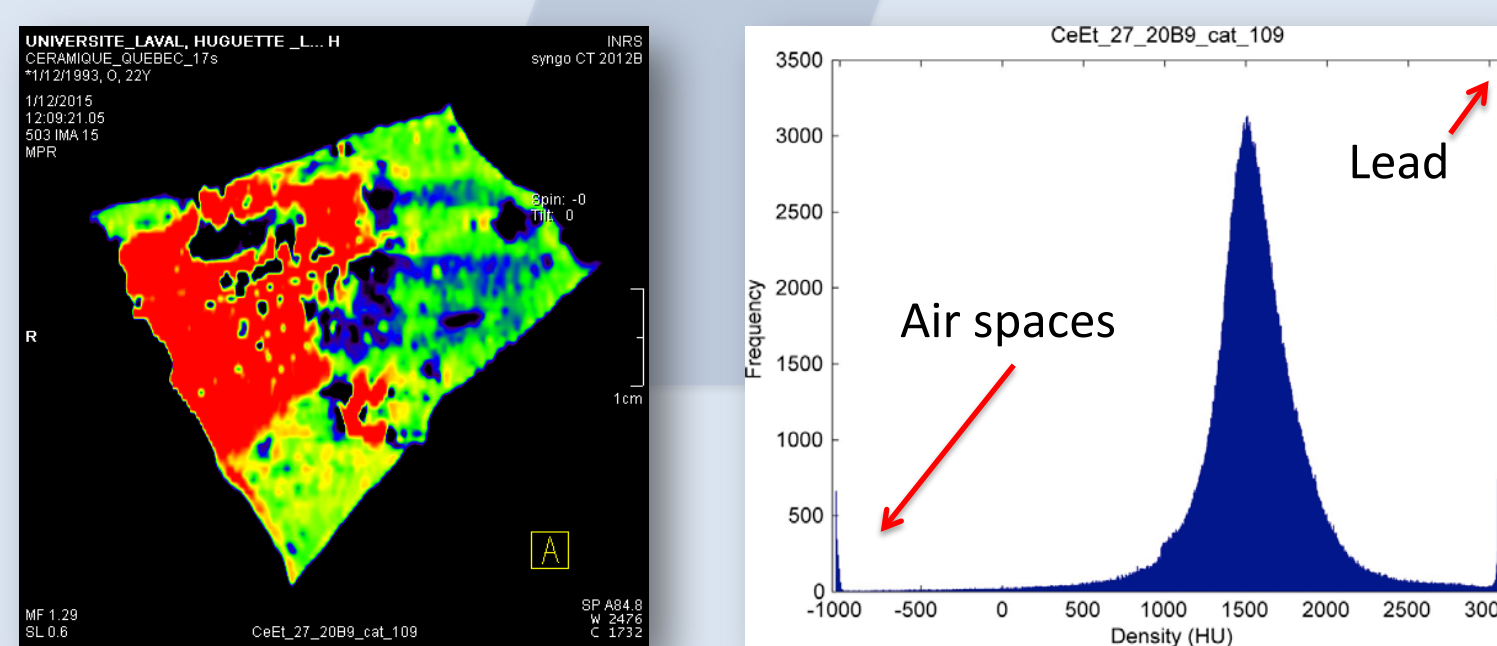 UNIVERSITE_LAVAL, HUGUETTE _L... H
CERAMIQUE_QUEBEC_17s
*1/12/1993, O, 22Y
1/12/2015
12:09:21.05
503 IMA 15
MPR
INRS
syngo CT 2012B
Spin: -0
Tilt: 0
R
1cm
A
MF 1.29
SL 0.6
CeEt_27_20B9_cat_109
SP A84.8
W 2476
C 1732
CeEt_27_20B9_cat_109
3500
3000
2500
2000
1500
1000
500
0
Frequency
Lead
Air spaces
-1000 -500 0 500 1000 1500 2000 2500 300
Density (HU)